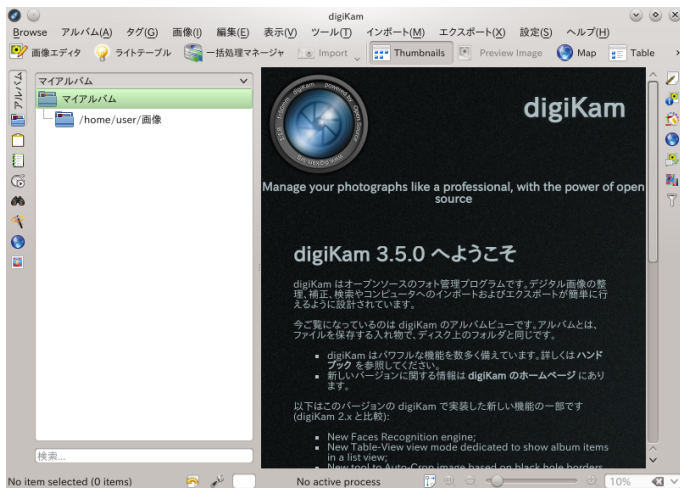 digiKam
Browse アルバム(A) タグ(G) 画像(I) 編集(E) 表示(V) ツール(T) インポート(M) エクスポート(X) 設定(S) ヘルプ(H)
画像エディタ ライトテーブル 一括処理マネージャ Import Thumbnails Preview Image Map Table
アルバム
マイアルバム
マイアルバム
/home/user/画像
digiKam
Manage your photographs like a professional, with the power of open
source
digiKam 3.5.0 へようこそ
digiKam はオープンソースのフォト管理プログラムです。デジタル画像の整
理、補正、検索やコンピュータへのインポートおよびエクスポートが簡単に行
えるように設計されています。
今ご覧になっているのは digiKam のアルバムビューです。アルバムとは、
ファイルを保存する入れ物で、ディスク上のフォルダと同じです。
digiKam はパワフルな機能を数多く備えています。詳しくは ハンド
ブック を参照してください。
新しいバージョンに関する情報は digiKam のホームページ にあり
ます。
以下はこのバージョンの digiKam で実装した新しい機能の一部です
(digiKam 2.x と比較):
New Faces Recognition engine;
New Table-View view mode dedicated to show album items
in a list view;
New tool to Auto-Crop image based on black hole borders
検索...
No item selected (0 items) No active process 10%